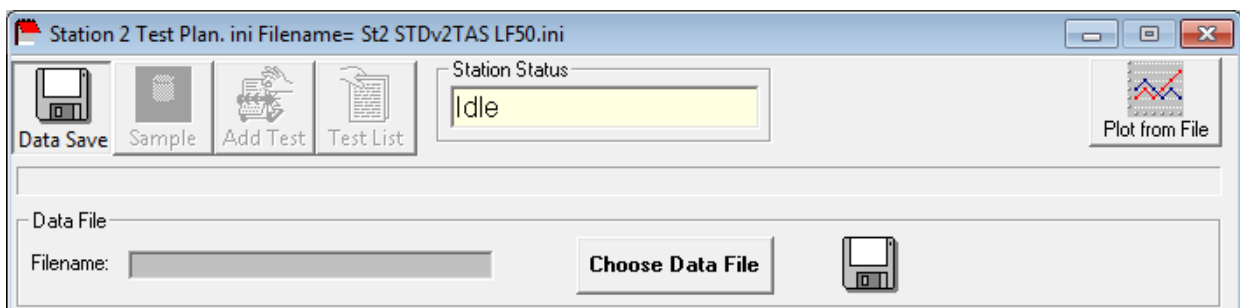 Station 2 Test Plan. ini Filename= St2 STDv2TAS LF50.ini
Station Status
Idle
Data Save
Sample
Add Test
Test List
Plot from File
Data File
Filename:
Choose Data File